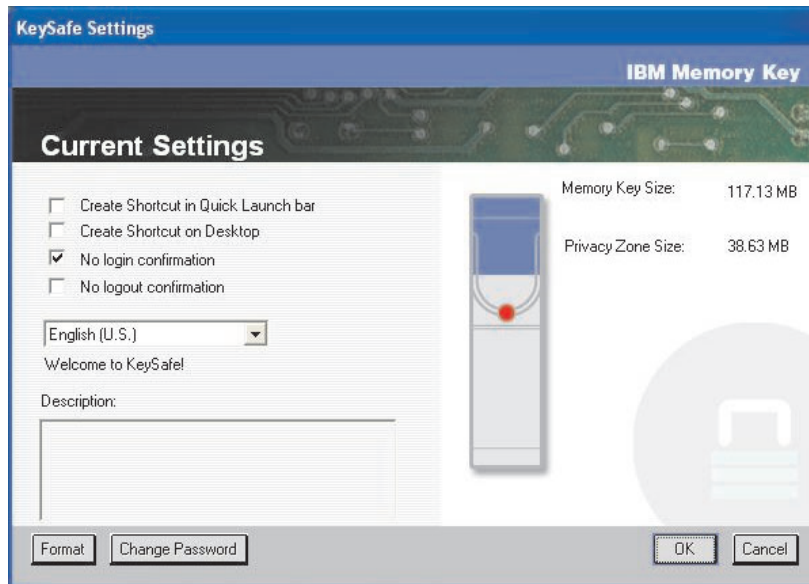 KeySafe Settings
IBM Memory Key
Current Settings
Create Shortcut in Quick Launch bar
Create Shortcut on Desktop
No login confirmation
No logout confirmation
English (U.S.)
Welcome to KeySafe!
Description:
Memory Key Size: 117.13 MB
Privacy Zone Size: 38.63 MB
Format Change Password OK Cancel